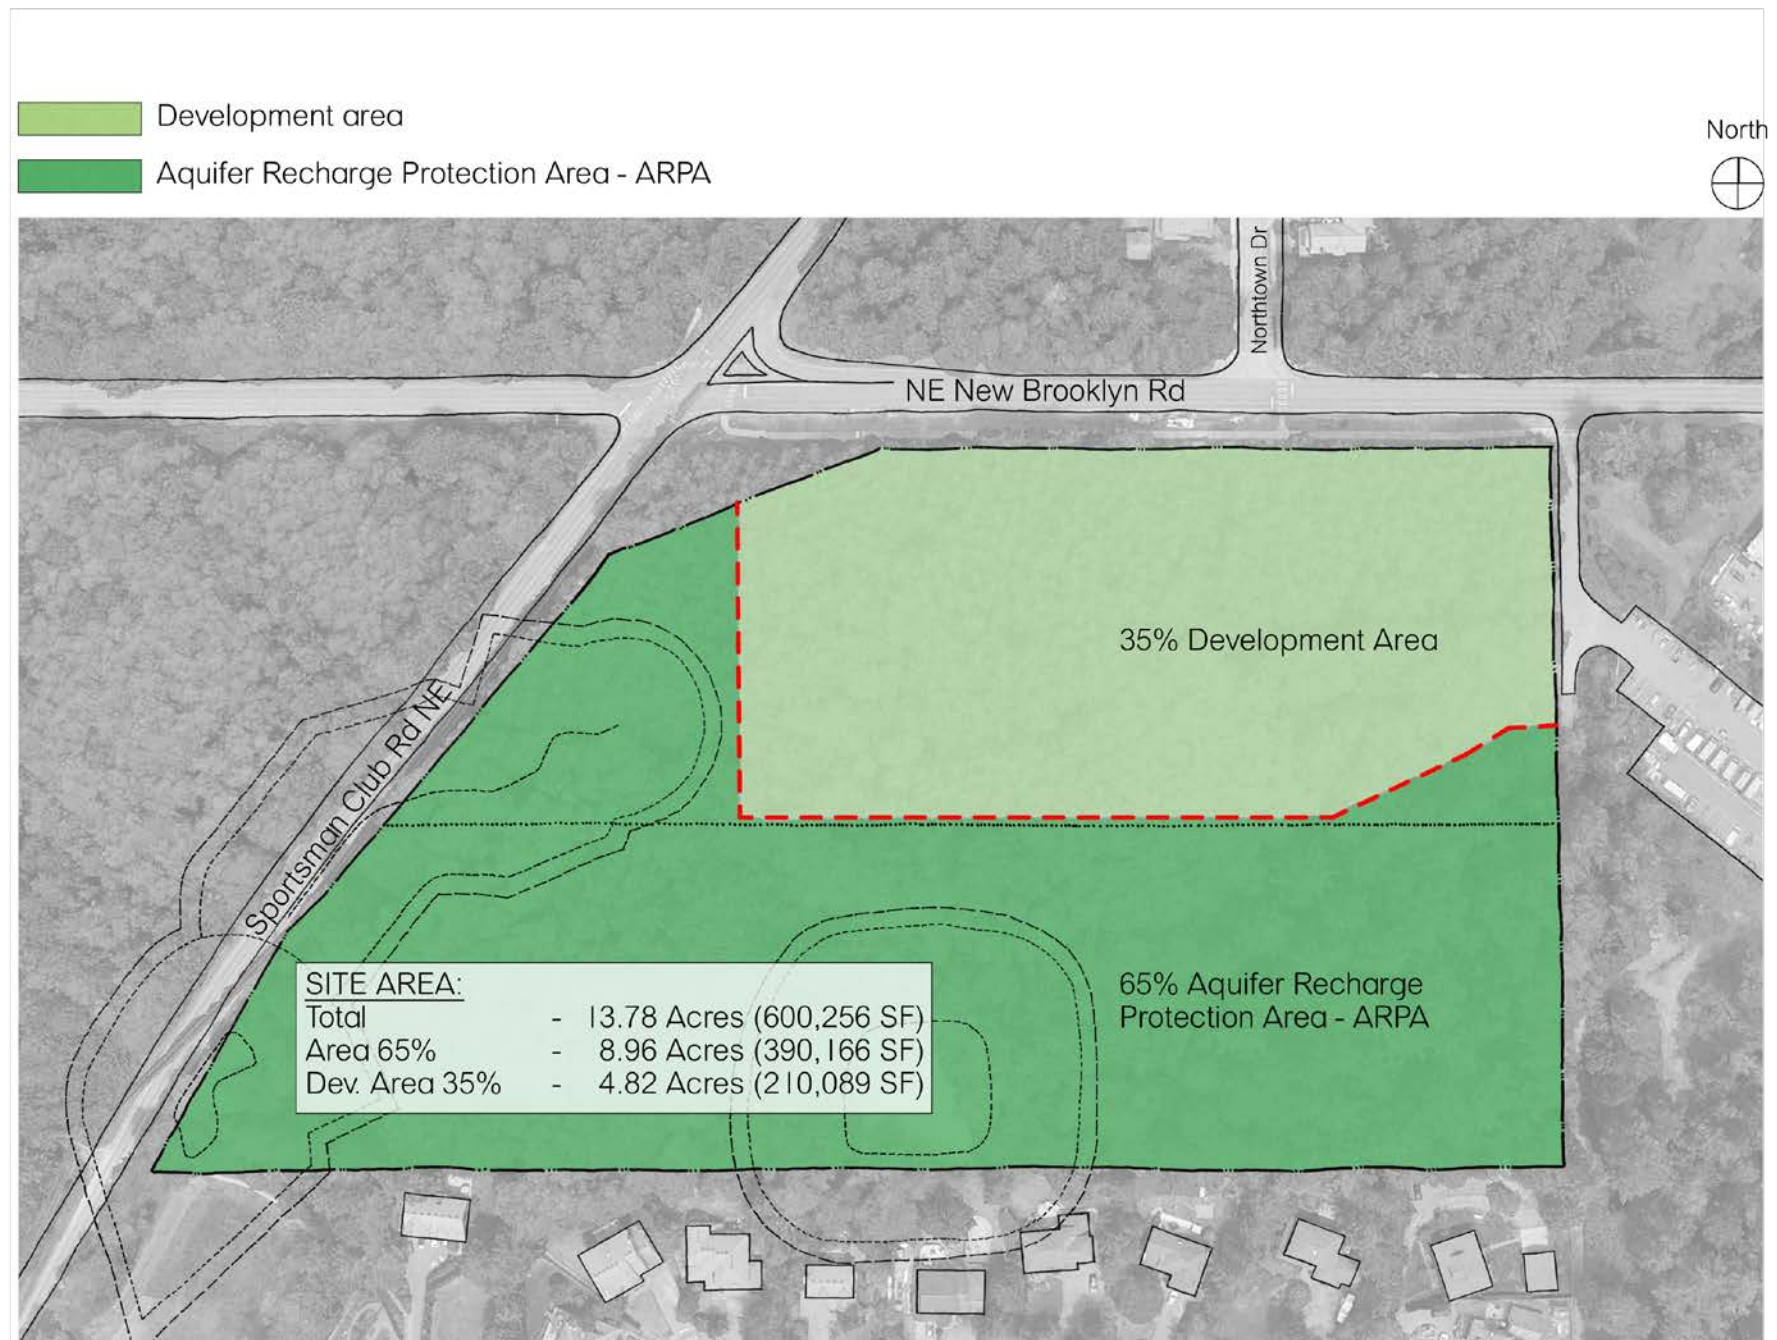 Development area
Aquifer Recharge Protection Area - ARPA
North
Northtown Dr
NE New Brooklyn Rd
35% Development Area
Sportsman Club Rd NE
SITE AREA:
Total - 13.78 Acres (600,256 SF)
Area 65% - 8.96 Acres (390,166 SF)
Dev. Area 35% - 4.82 Acres (210,089 SF)
65% Aquifer Recharge
Protection Area - ARPA